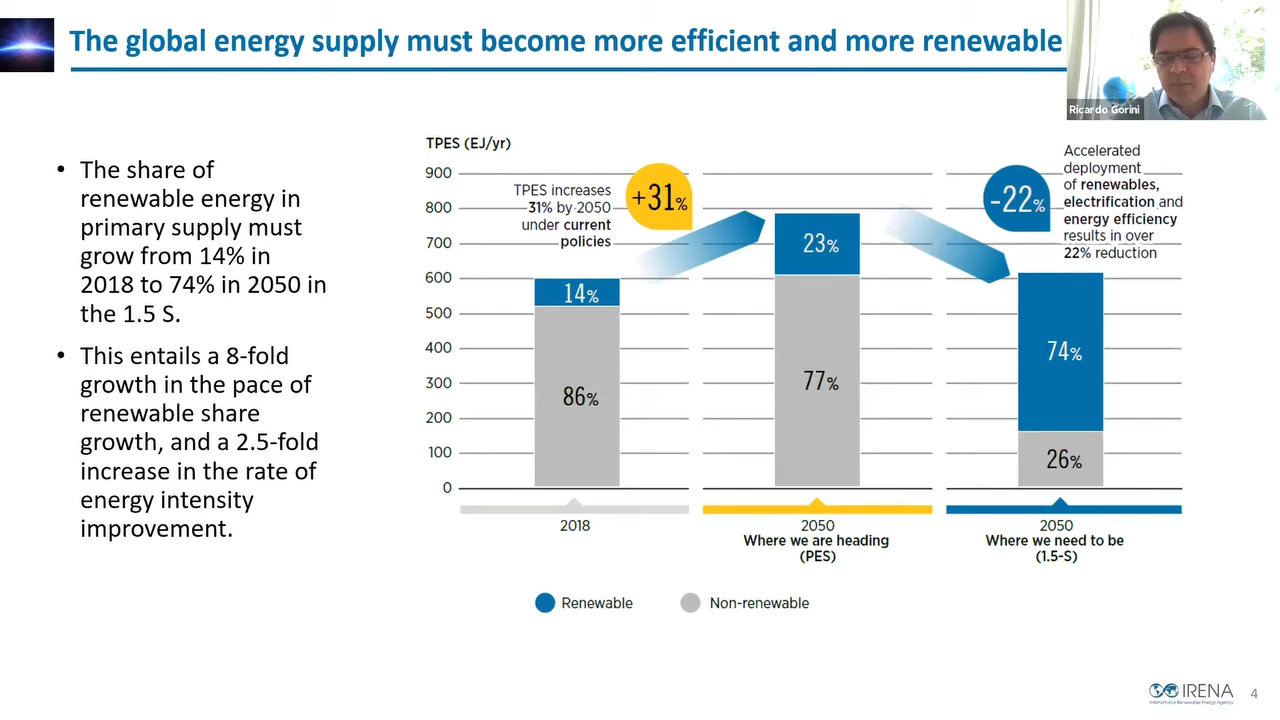 The global energy supply must become more efficient and more renewable
Ricardo Gorini
• The share of
renewable energy in
primary supply must
grow from 14% in
2018 to 74% in 2050 in
the 1.5 S.
• This entails a 8-fold
growth in the pace of
renewable share
growth, and a 2.5-fold
increase in the rate of
energy intensity
improvement.
TPES (EJ/yr)
900
800
700
600
500
400
300
200
100
0
TPES increases
31% by 2050
under current
policies
+31%
-22%
Accelerated
deployment
of renewables,
electrification and
energy efficiency
results in over
22% reduction
14%
86%
23%
77%
74%
26%
2018
2050
Where we are heading
(PES)
2050
Where we need to be
(1.5-S)
Renewable
Non-renewable
IRENA
International Renewable Energy Agency
4